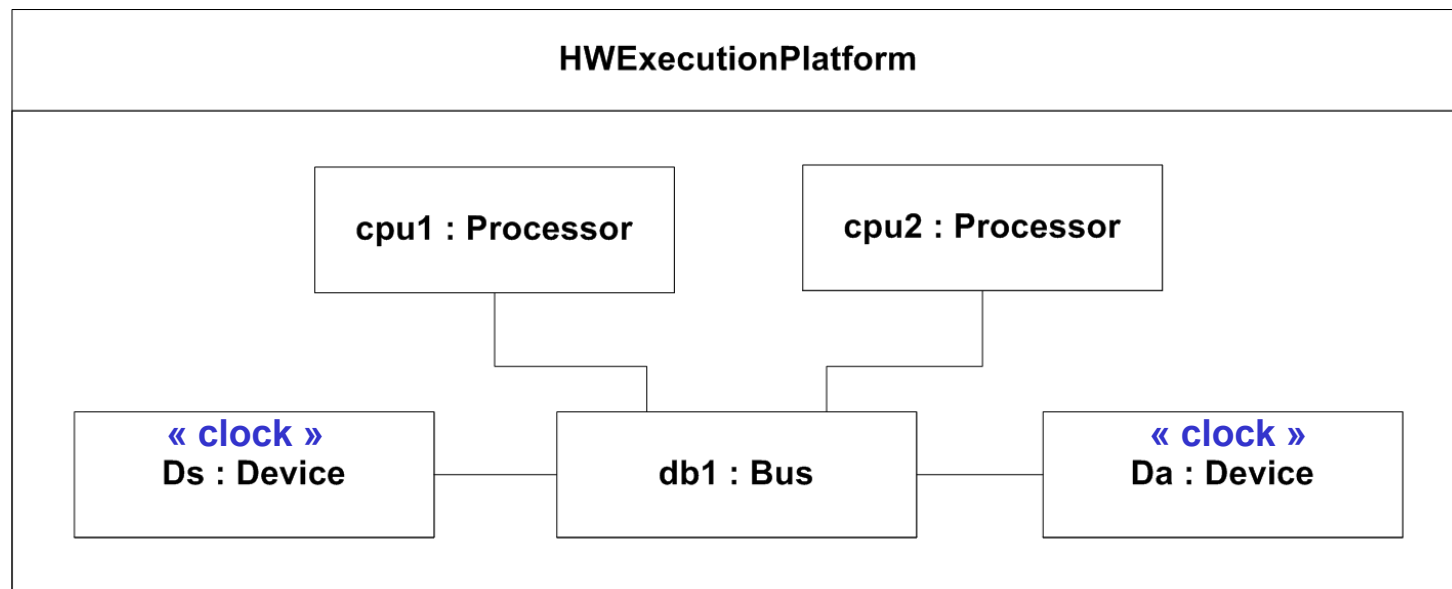 HWExecutionPlatform
cpu1 : Processor
cpu2 : Processor
« clock »
Ds : Device
db1 : Bus
« clock »
Da : Device